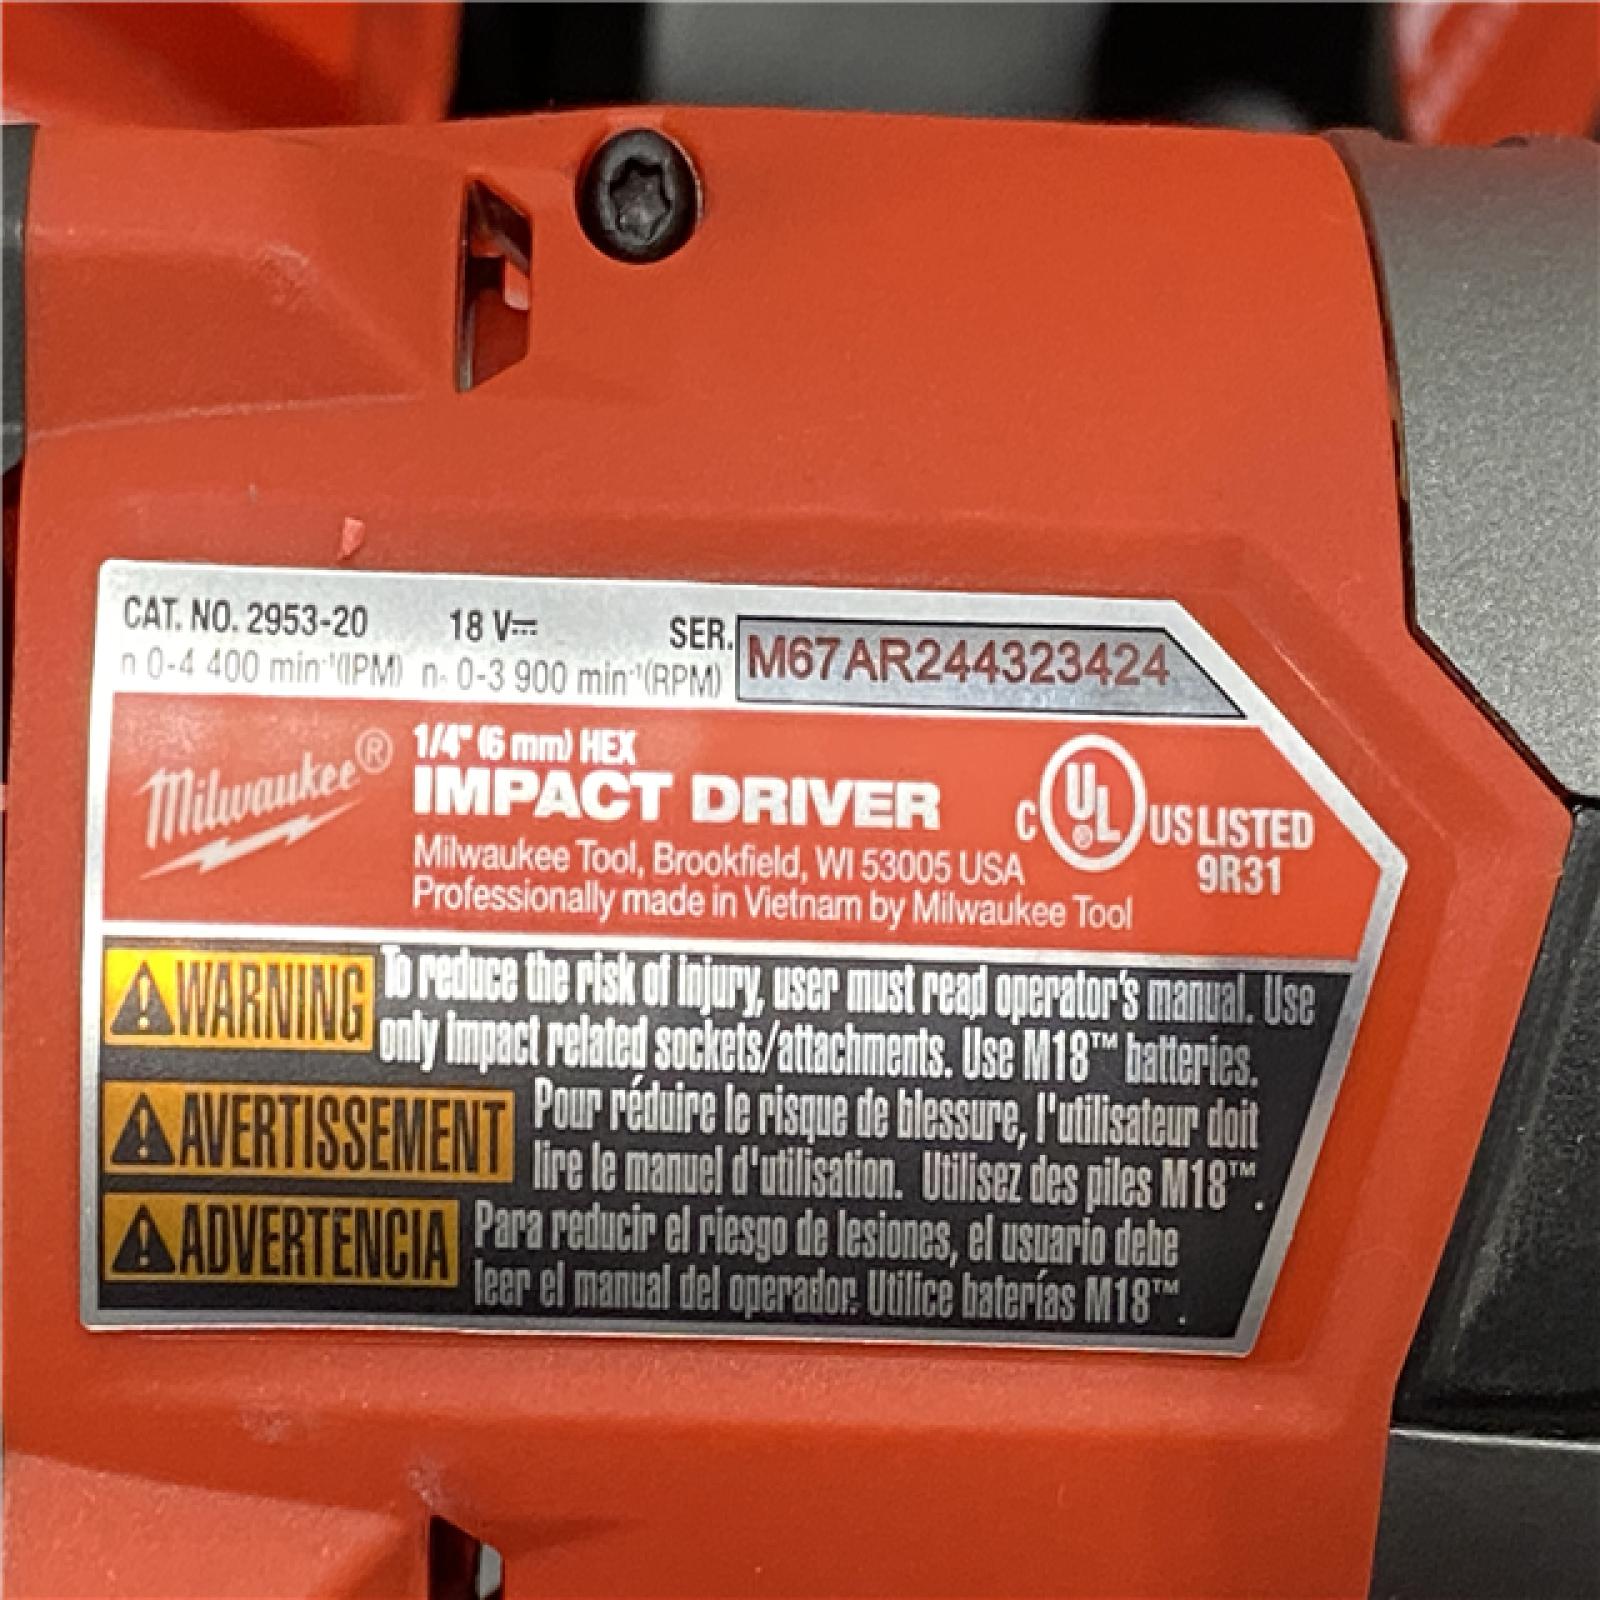 CAT. NO. 2953-20 18 V⎓ SER. M67AR244323424
n 0-4 400 min⁻¹(IPM) n◦ 0-3 900 min⁻¹(RPM)
Milwaukee®
1/4" (6 mm) HEX
IMPACT DRIVER
Milwaukee Tool, Brookfield, WI 53005 USA
Professionally made in Vietnam by Milwaukee Tool
C UL® US LISTED
9R31
WARNING To reduce the risk of injury, user must read operator's manual. Use
only impact related sockets/attachments. Use M18™ batteries.
AVERTISSEMENT Pour réduire le risque de blessure, l'utilisateur doit
lire le manuel d'utilisation. Utilisez des piles M18™.
ADVERTENCIA Para reducir el riesgo de lesiones, el usuario debe
leer el manual del operador. Utilice baterías M18™.